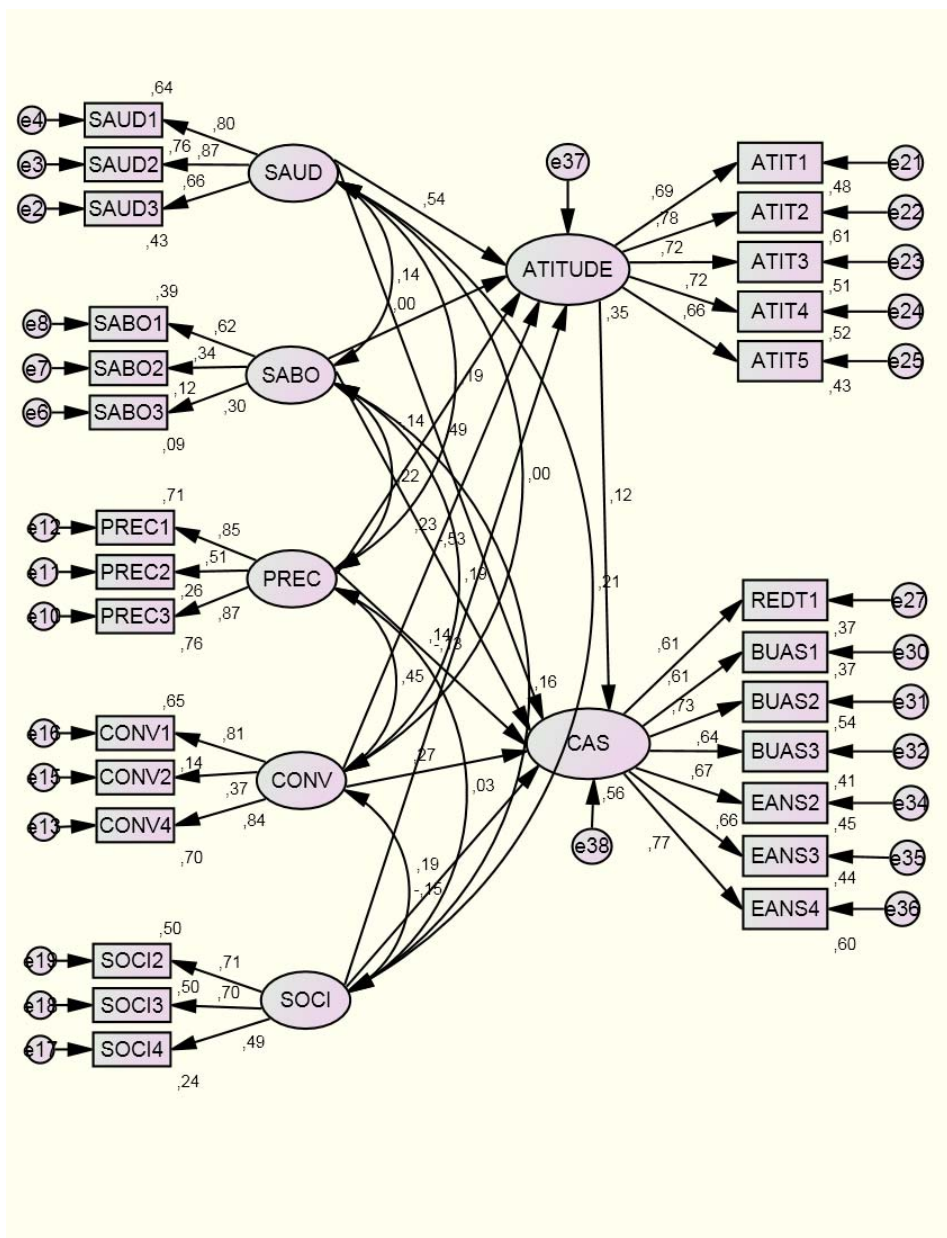 ,64
e4 SAUD1 ,80
e3 SAUD2 ,76 ,87
e2 SAUD3 ,66
,43
SAUD
,39
e8 SABO1 ,62
e7 SABO2 ,34
e6 SABO3 ,12 ,30
,09
SABO
,71
e12 PREC1 ,85
e11 PREC2 ,51
e10 PREC3 ,26 ,87
,76
PREC
,65
e16 CONV1 ,81
e15 CONV2 ,14
e13 CONV4 ,37 ,84
,70
CONV
,50
e19 SOCI2 ,71
e18 SOCI3 ,50 ,70
e17 SOCI4 ,49
,24
SOCI
,54
,14
,00
,19
,49
,14
,22
,00
,23
-,53
,19
,12
,21
,14
-,13
,45
,16
,27
,03
,19
-,15
e37
ATITUDE
,35
,69 ATIT1 e21
,48
,78 ATIT2 e22
,61
,72 ATIT3 e23
,51
,72 ATIT4 e24
,52
,66 ATIT5 e25
,43
CAS
,56
e38
,61 REDT1 e27
,37
,61 BUAS1 e30
,37
,73 BUAS2 e31
,54
,64 BUAS3 e32
,41
,67 EANS2 e34
,45
,66 EANS3 e35
,44
,77 EANS4 e36
,60